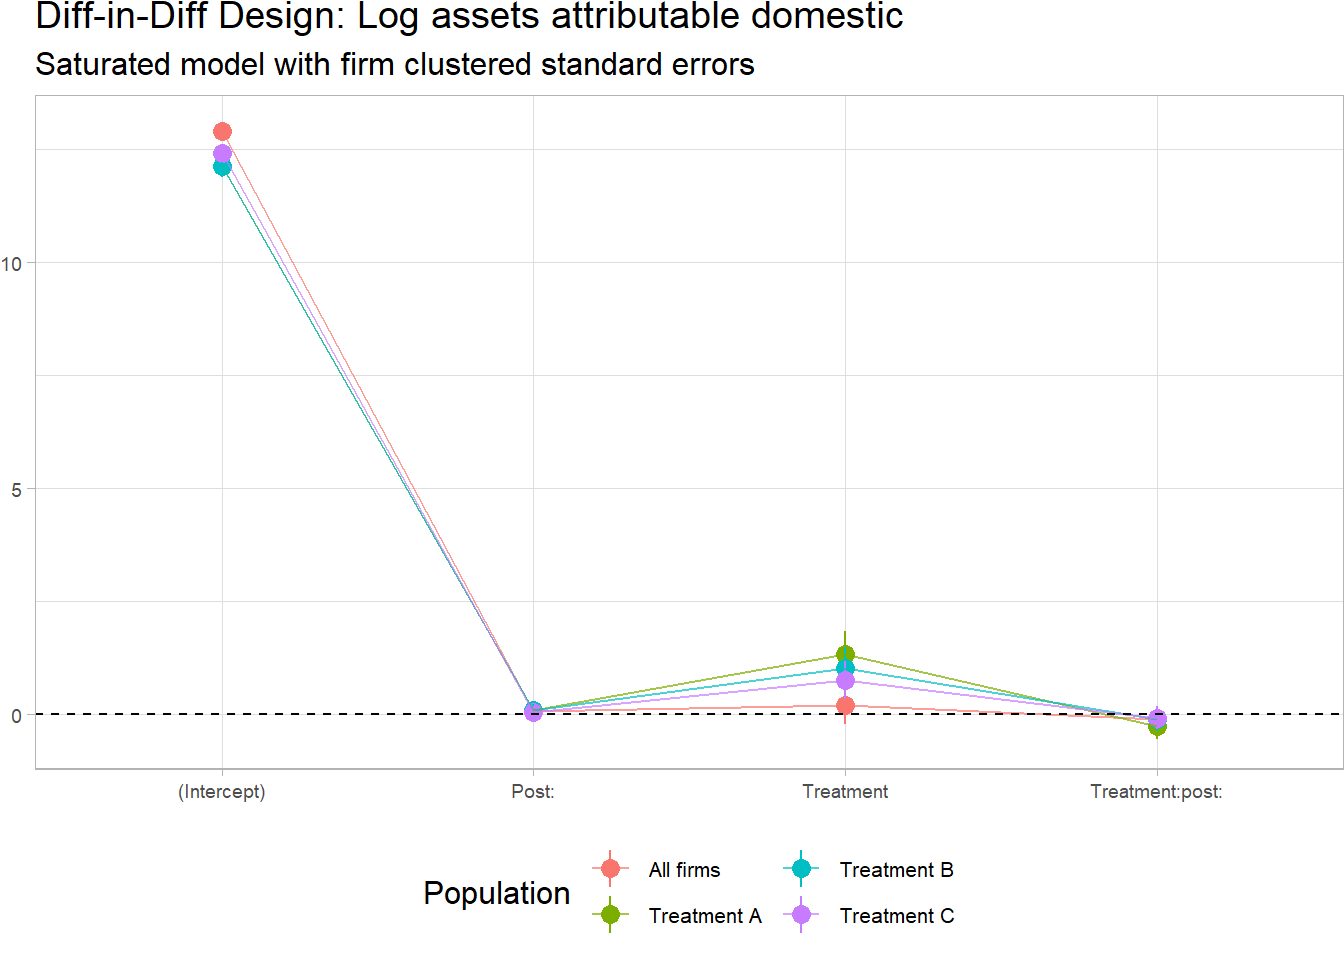 Diff-in-Diff Design: Log assets attributable domestic
Saturated model with firm clustered standard errors
10
5
0
(Intercept)
Post:
Treatment
Treatment:post:
Population
All firms
Treatment A
Treatment B
Treatment C